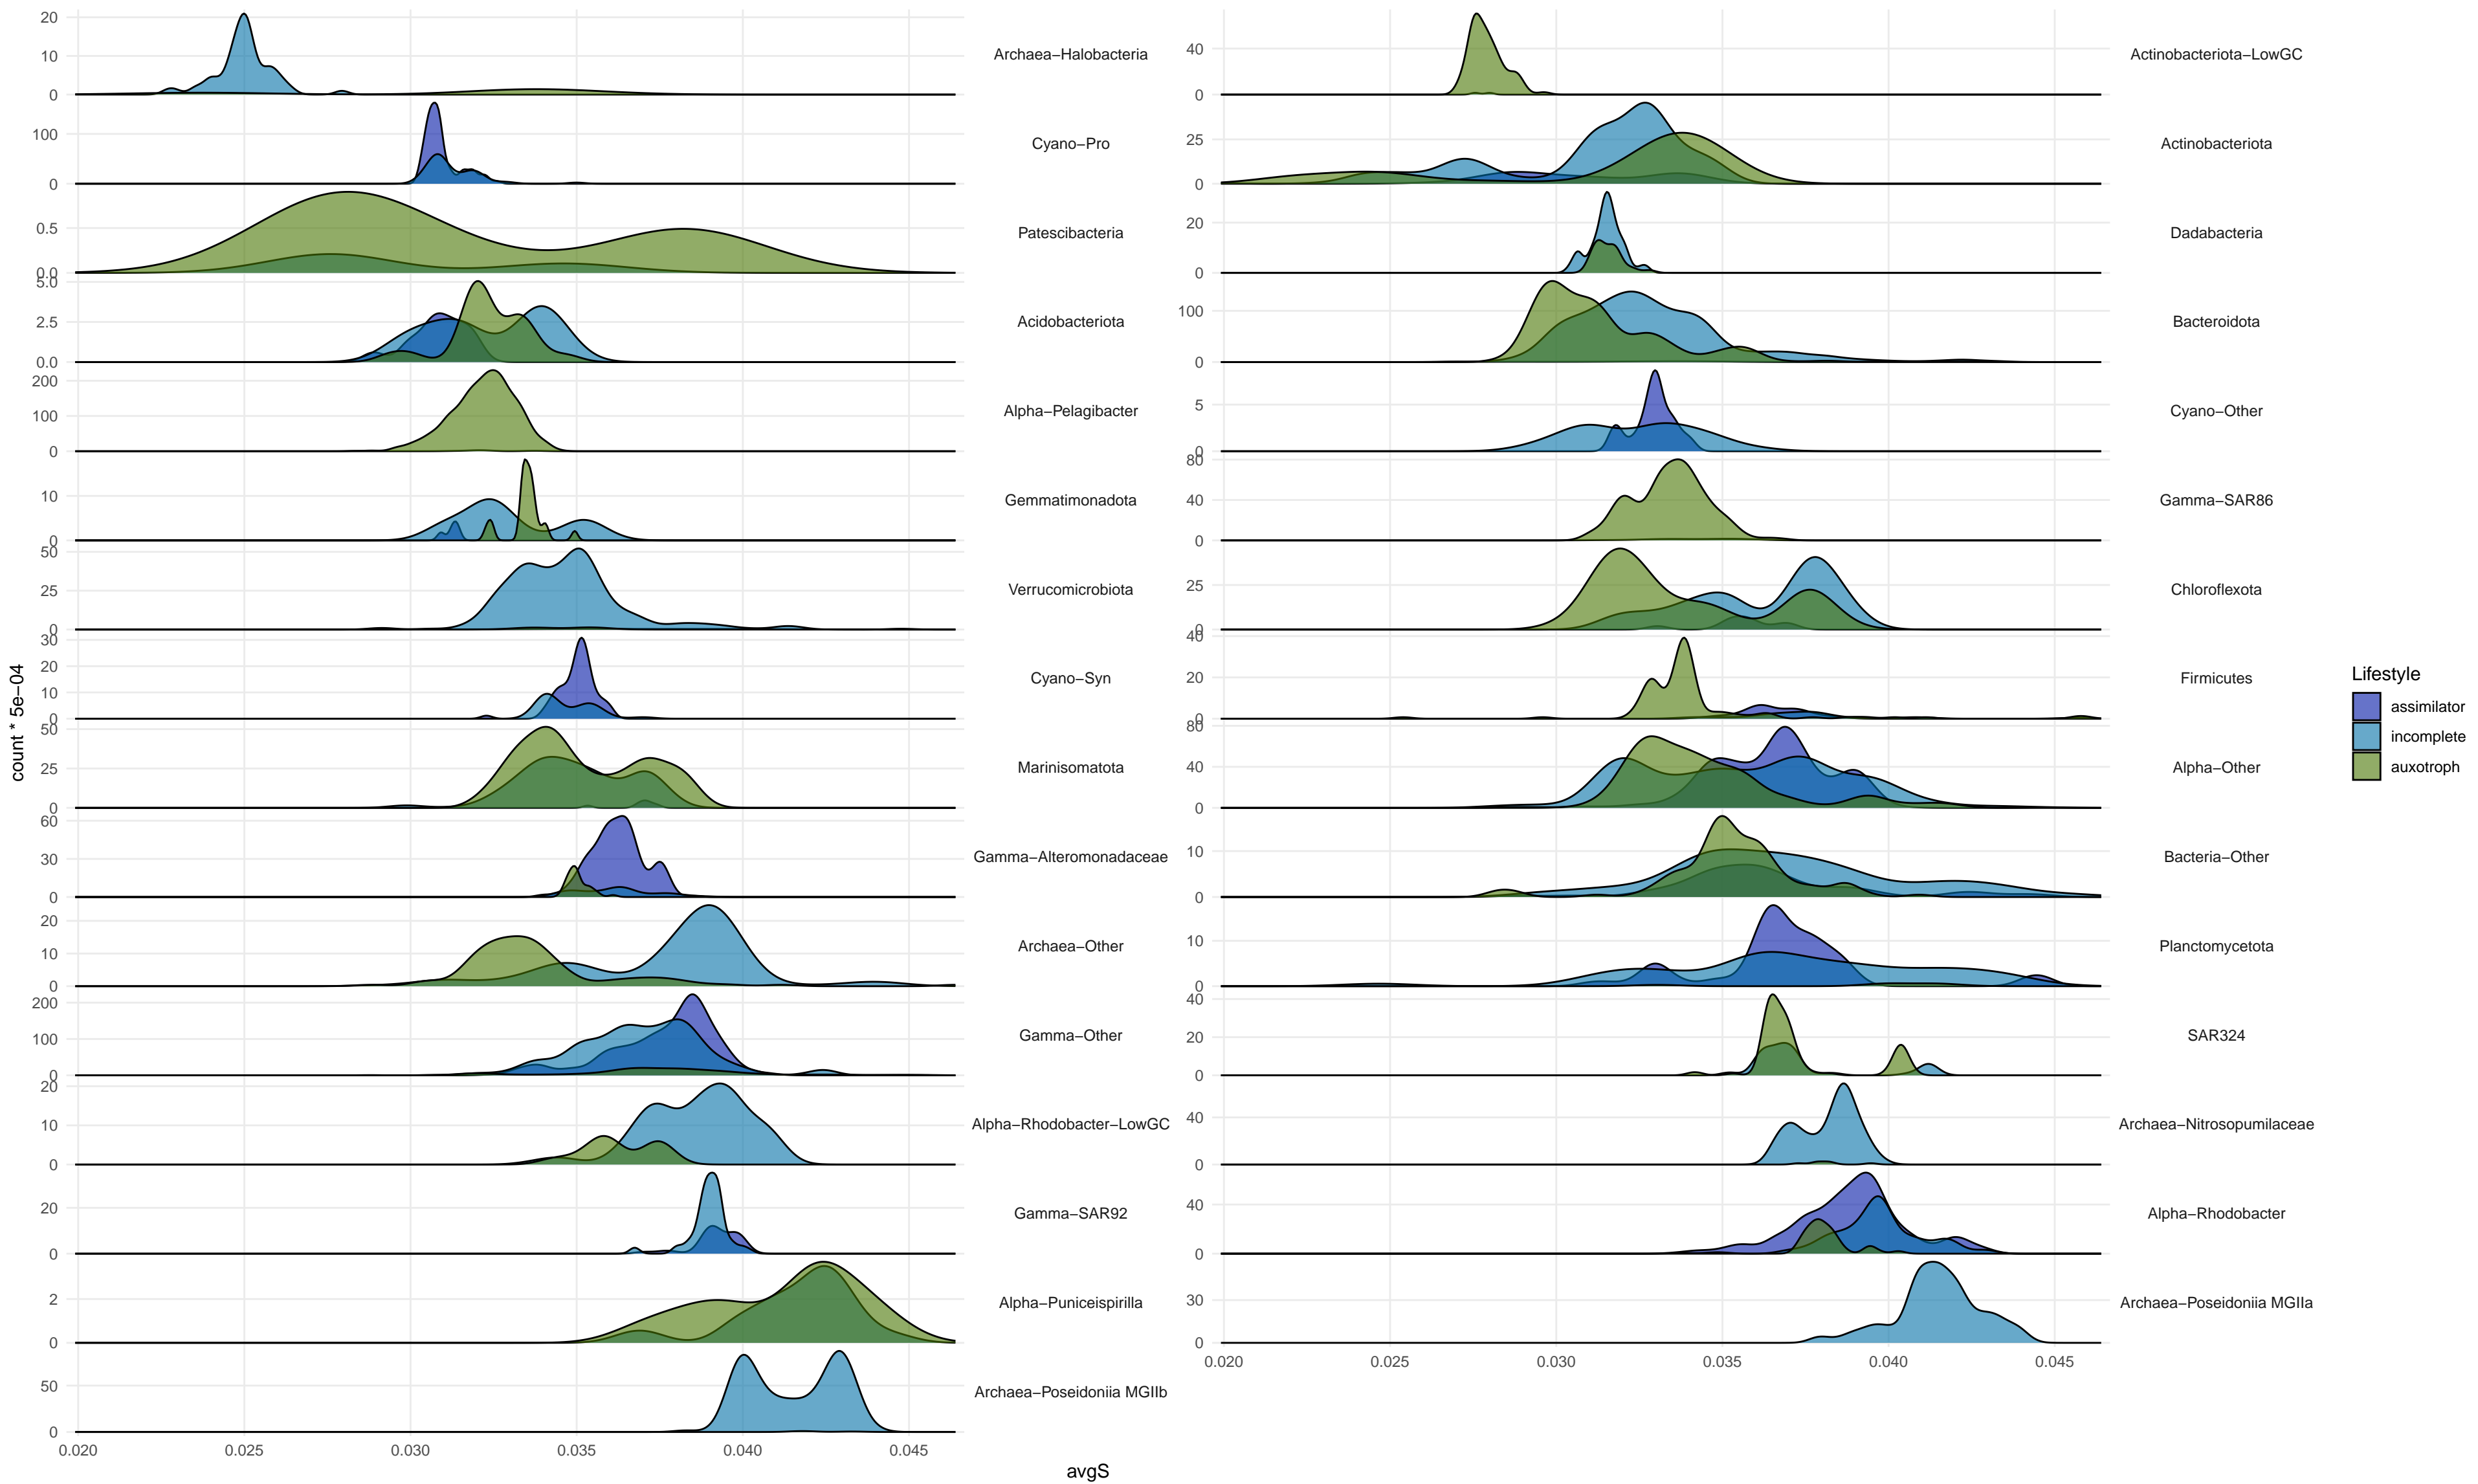 20
10
0
Archaea−Halobacteria
100
0
Cyano−Pro
0.5
0.0
Patescibacteria
5.0
2.5
0.0
Acidobacteriota
200
100
0
Alpha−Pelagibacter
10
0
Gemmatimonadota
50
25
0
Verrucomicrobiota
30
20
10
0
Cyano−Syn
50
25
0
Marinisomatota
60
30
0
Gamma−Alteromonadaceae
20
10
0
Archaea−Other
200
100
0
Gamma−Other
20
10
0
Alpha−Rhodobacter−LowGC
20
0
Gamma−SAR92
2
0
Alpha−Puniceispirilla
50
0
Archaea−Poseidoniia MGIIb
0.020 0.025 0.030 0.035 0.040 0.045
40
0
Actinobacteriota−LowGC
25
0
Actinobacteriota
20
0
Dadabacteria
100
0
Bacteroidota
5
0
Cyano−Other
80
40
0
Gamma−SAR86
25
0
Chloroflexota
40
20
0
Firmicutes
80
40
0
Alpha−Other
10
0
Bacteria−Other
10
0
Planctomycetota
40
20
0
SAR324
40
0
Archaea−Nitrosopumilaceae
40
0
Alpha−Rhodobacter
30
0
Archaea−Poseidoniia MGIIa
0.020 0.025 0.030 0.035 0.040 0.045
count * 5e−04
avgS
Lifestyle
assimilator
incomplete
auxotroph